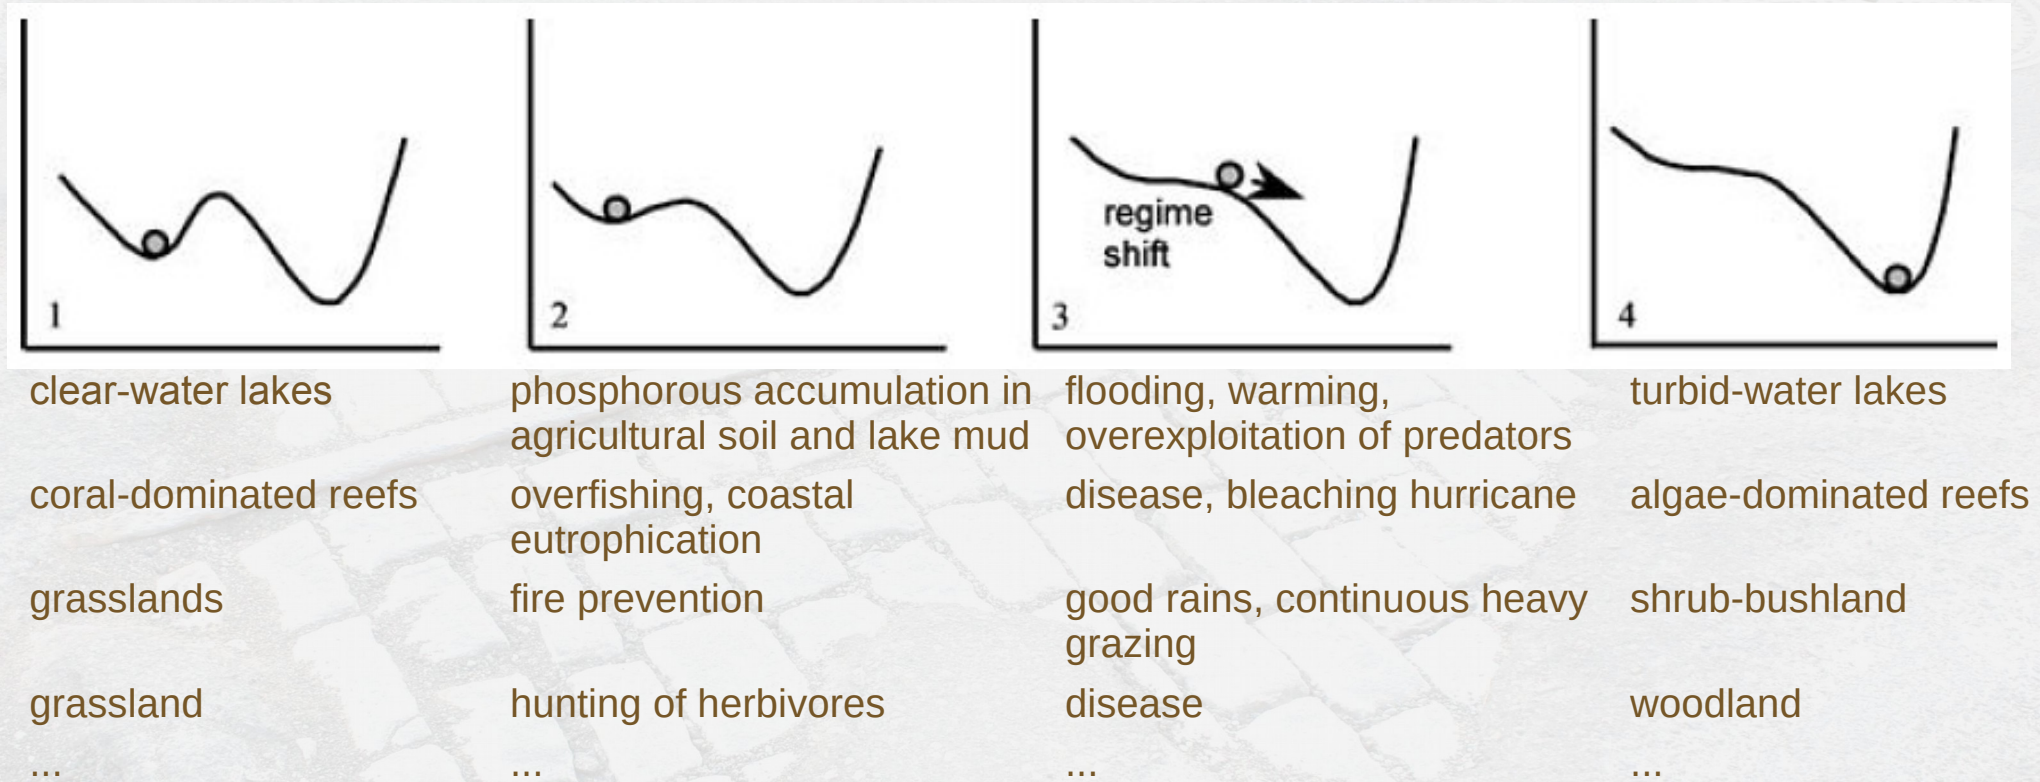 1
2
regime
shift
3
4
clear-water lakes
phosphorous accumulation in
agricultural soil and lake mud
flooding, warming,
overexploitation of predators
turbid-water lakes
coral-dominated reefs
overfishing, coastal
eutrophication
disease, bleaching hurricane
algae-dominated reefs
grasslands
fire prevention
good rains, continuous heavy
grazing
shrub-bushland
grassland
hunting of herbivores
disease
woodland
...
...
...
...